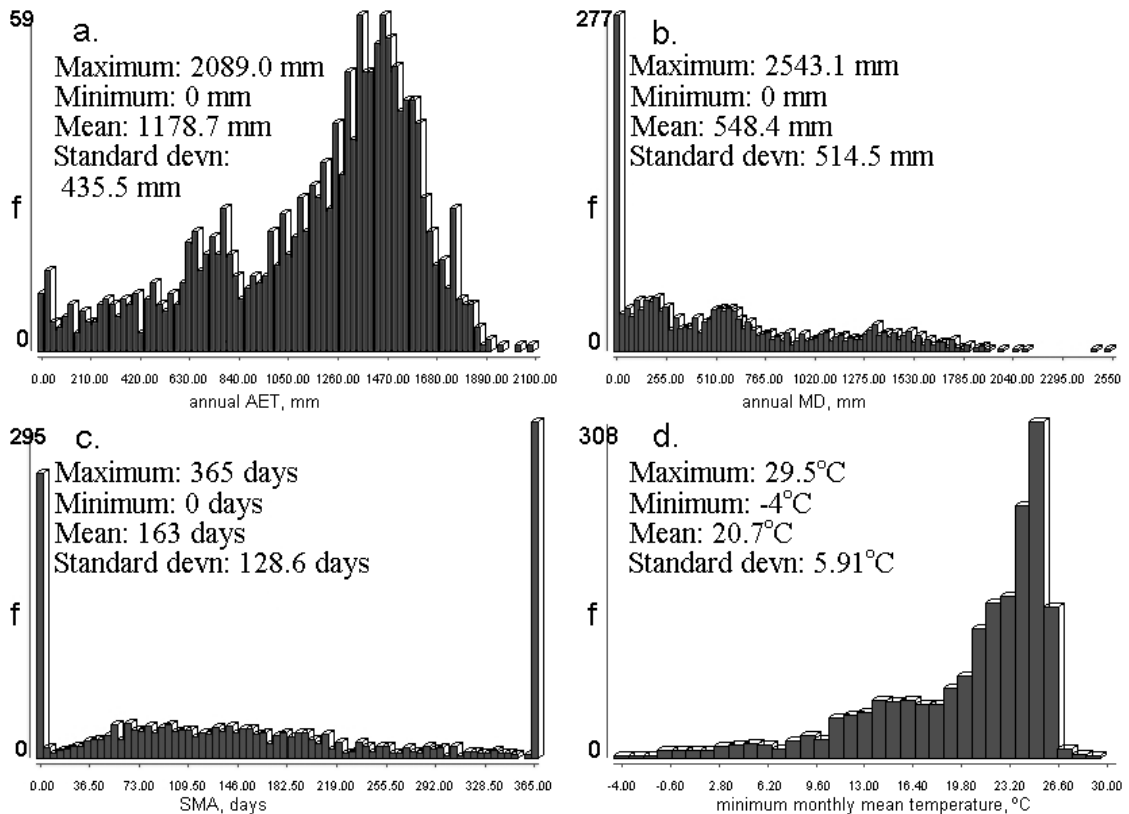 59
a.
Maximum: 2089.0 mm
Minimum: 0 mm
Mean: 1178.7 mm
Standard devn:
435.5 mm
f
0
0.00 210.00 420.00 630.00 840.00 1050.00 1260.00 1470.00 1680.00 1890.00 2100.00
annual AET, mm
277
b.
Maximum: 2543.1 mm
Minimum: 0 mm
Mean: 548.4 mm
Standard devn: 514.5 mm
f
0
0.00 255.00 510.00 765.00 1020.00 1275.00 1530.00 1785.00 2040.00 2295.00 2550
annual MD, mm
295
c.
Maximum: 365 days
Minimum: 0 days
Mean: 163 days
Standard devn: 128.6 days
f
0
0.00 36.50 73.00 109.50 146.00 182.50 219.00 255.50 292.00 328.50 365.00
SMA, days
308
d.
Maximum: 29.5°C
Minimum: -4°C
Mean: 20.7°C
Standard devn: 5.91°C
f
0
-4.00 -0.60 2.80 6.20 9.60 13.00 16.40 19.80 23.20 26.60 30.00
minimum monthly mean temperature, ºC